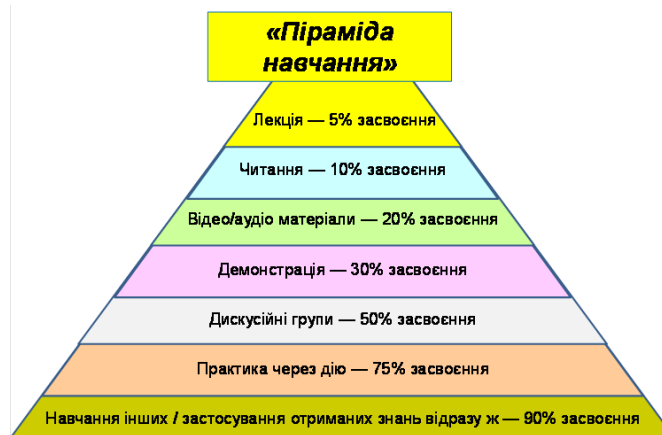 «Піраміда
навчання»
Лекція — 5% засвоєння
Читання — 10% засвоєння
Відео/аудіо матеріали — 20% засвоєння
Демонстрація — 30% засвоєння
Дискусійні групи — 50% засвоєння
Практика через дію — 75% засвоєння
Навчання інших / застосування отриманих знань відразу ж — 90% засвоєння